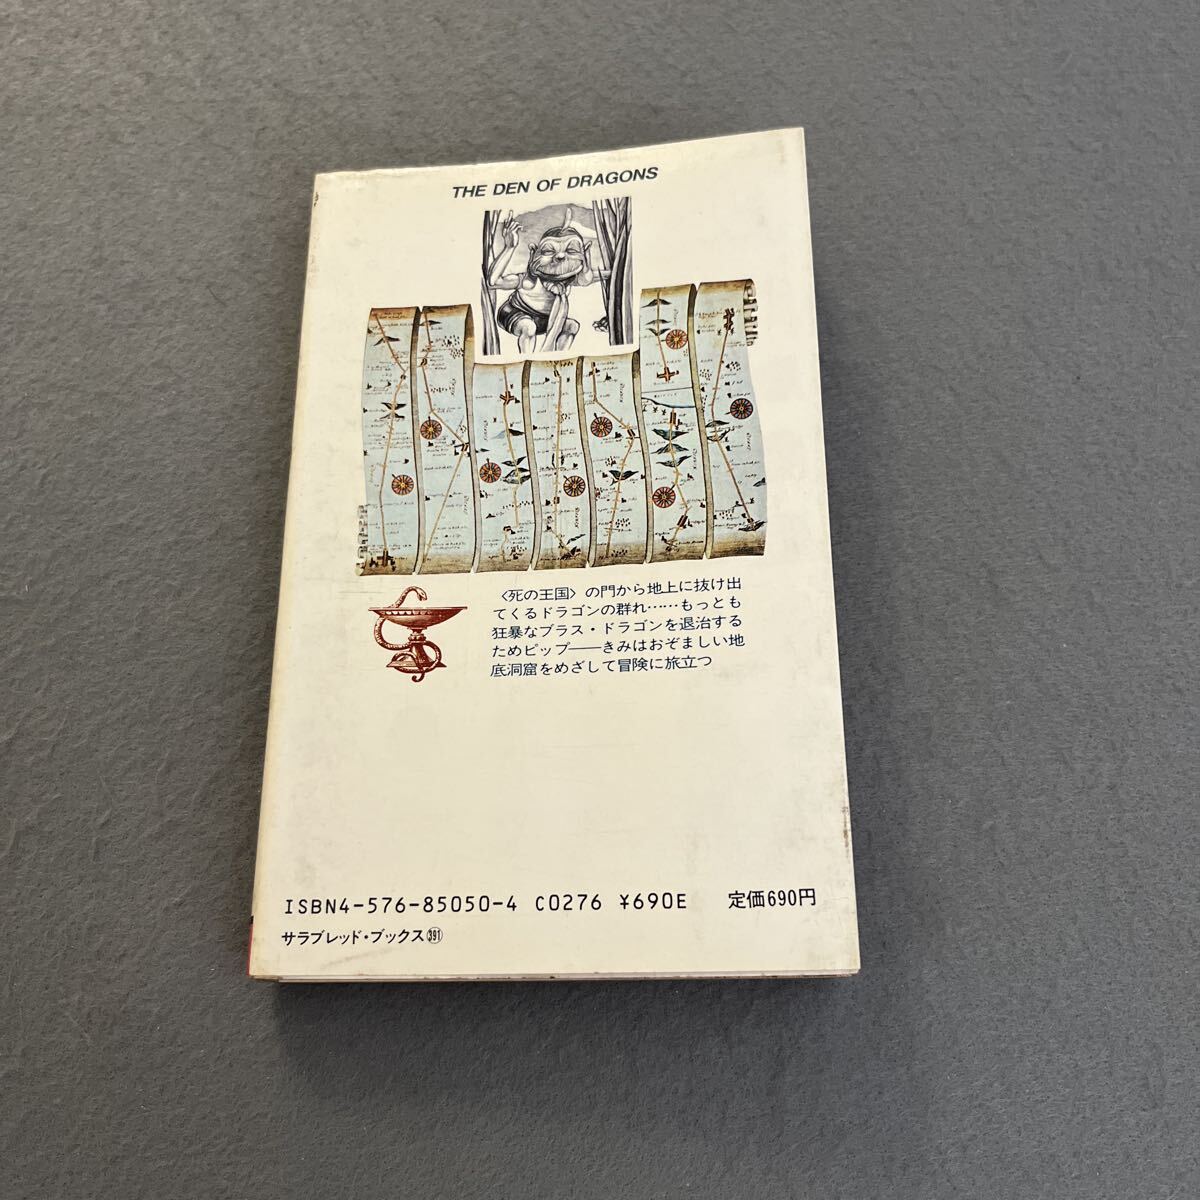 THE DEN OF DRAGONS
〈死の王国〉の門から地上に抜け出
てくるドラゴンの群れ……もっとも
狂暴なブラス・ドラゴンを退治する
ためピップ――きみはおぞましい地
底洞窟をめざして冒険に旅立つ
ISBN4-576-85050-4 C0276 ¥690E 定価690円
サラブレッド・ブックス391